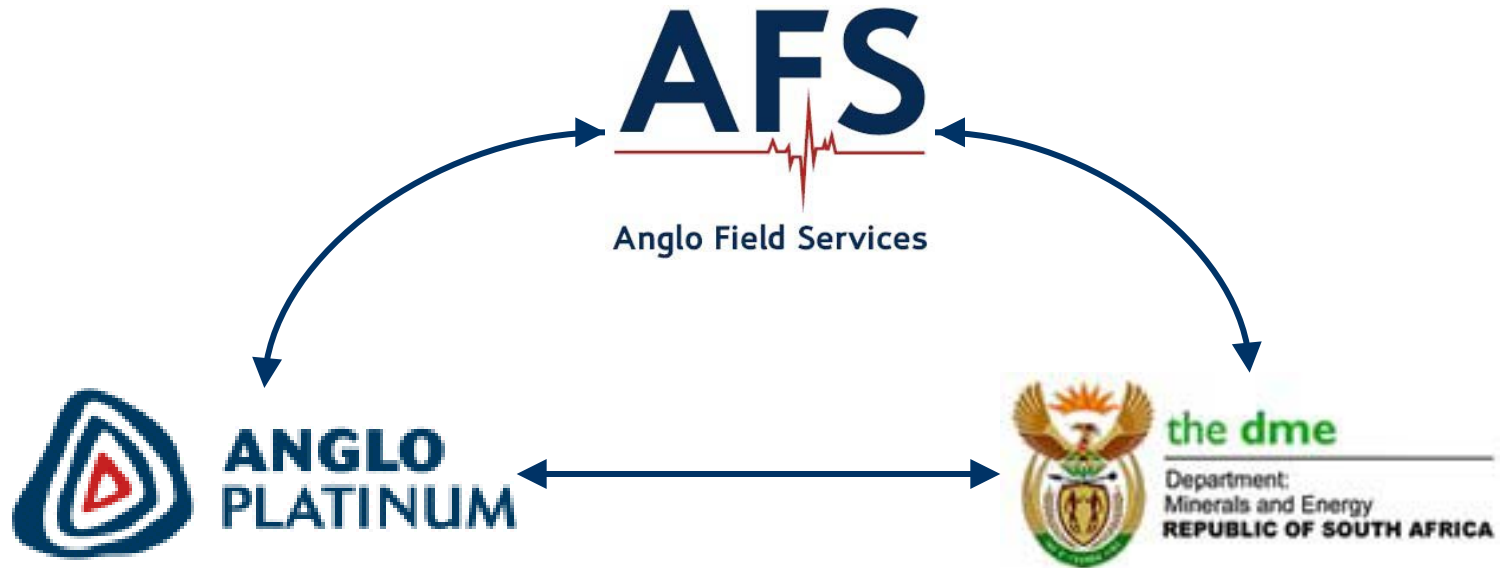 AFS
Anglo Field Services
ANGLO
PLATINUM
the dme
Department:
Minerals and Energy
REPUBLIC OF SOUTH AFRICA